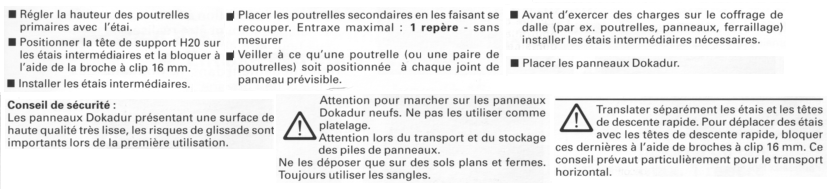 ■ Régler la hauteur des poutrelles
primaires avec l'étai.
■ Positionner la tête de support H20 sur
les étais intermédiaires et la bloquer à
l'aide de la broche à clip 16 mm.
■ Installer les étais intermédiaires.
■ Placer les poutrelles secondaires en les faisant se
recouper. Entraxe maximal : 1 repère - sans
mesurer
■ Veiller à ce qu'une poutrelle (ou une paire de
poutrelles) soit positionnée à chaque joint de
panneau prévisible.
■ Avant d'exercer des charges sur le coffrage de
dalle (par ex. poutrelles, panneaux, ferraillage)
installer les étais intermédiaires nécessaires.
■ Placer les panneaux Dokadur.
Conseil de sécurité :
Les panneaux Dokadur présentant une surface de
haute qualité très lisse, les risques de glissade sont
importants lors de la première utilisation.
Attention pour marcher sur les panneaux
Dokadur neufs. Ne pas les utiliser comme
platelage.
Attention lors du transport et du stockage
des piles de panneaux.
Ne les déposer que sur des sols plans et fermes.
Toujours utiliser les sangles.
Translater séparément les étais et les têtes
de descente rapide. Pour déplacer des étais
avec les têtes de descente rapide, bloquer
ces dernières à l'aide de broches à clip 16 mm. Ce
conseil prévaut particulièrement pour le transport
horizontal.